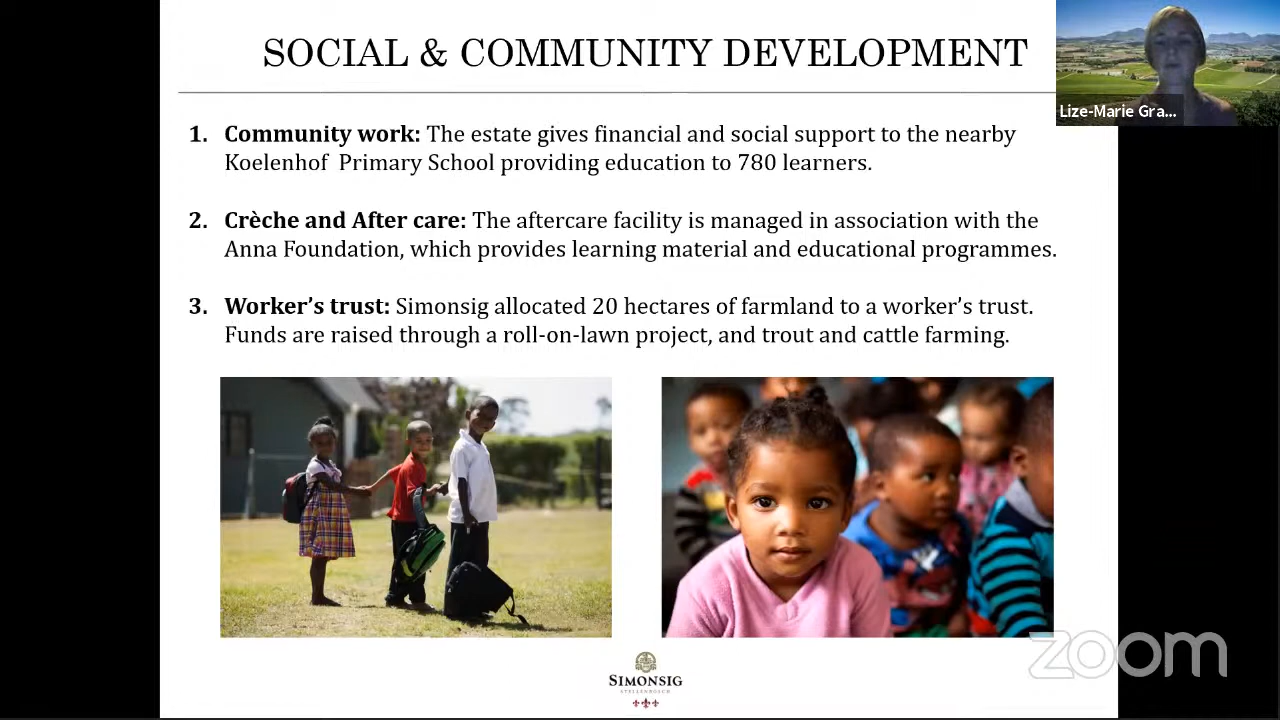 SOCIAL & COMMUNITY DEVELOPMENT
Lize-Marie Gra...
1. Community work: The estate gives financial and social support to the nearby
Koelenhof Primary School providing education to 780 learners.
2. Crèche and After care: The aftercare facility is managed in association with the
Anna Foundation, which provides learning material and educational programmes.
3. Worker's trust: Simonsig allocated 20 hectares of farmland to a worker's trust.
Funds are raised through a roll-on-lawn project, and trout and cattle farming.
zoom
SIMONSIG
STELLENBOSCH